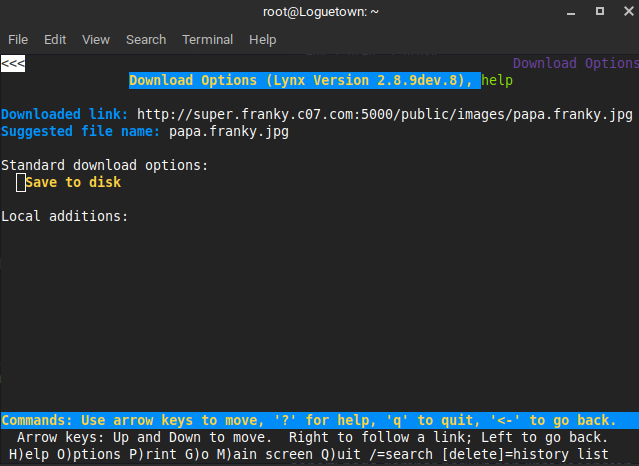 root@Loguetown: ~
File Edit View Search Terminal Help
<<< Download Options
Download Options (Lynx Version 2.8.9dev.8), help
Downloaded link: http://super.franky.c07.com:5000/public/images/papa.franky.jpg
Suggested file name: papa.franky.jpg
Standard download options:
Save to disk
Local additions:
Commands: Use arrow keys to move, '?' for help, 'q' to quit, '<-' to go back.
Arrow keys: Up and Down to move. Right to follow a link; Left to go back.
H)elp O)ptions P)rint G)o M)ain screen Q)uit /=search [delete]=history list